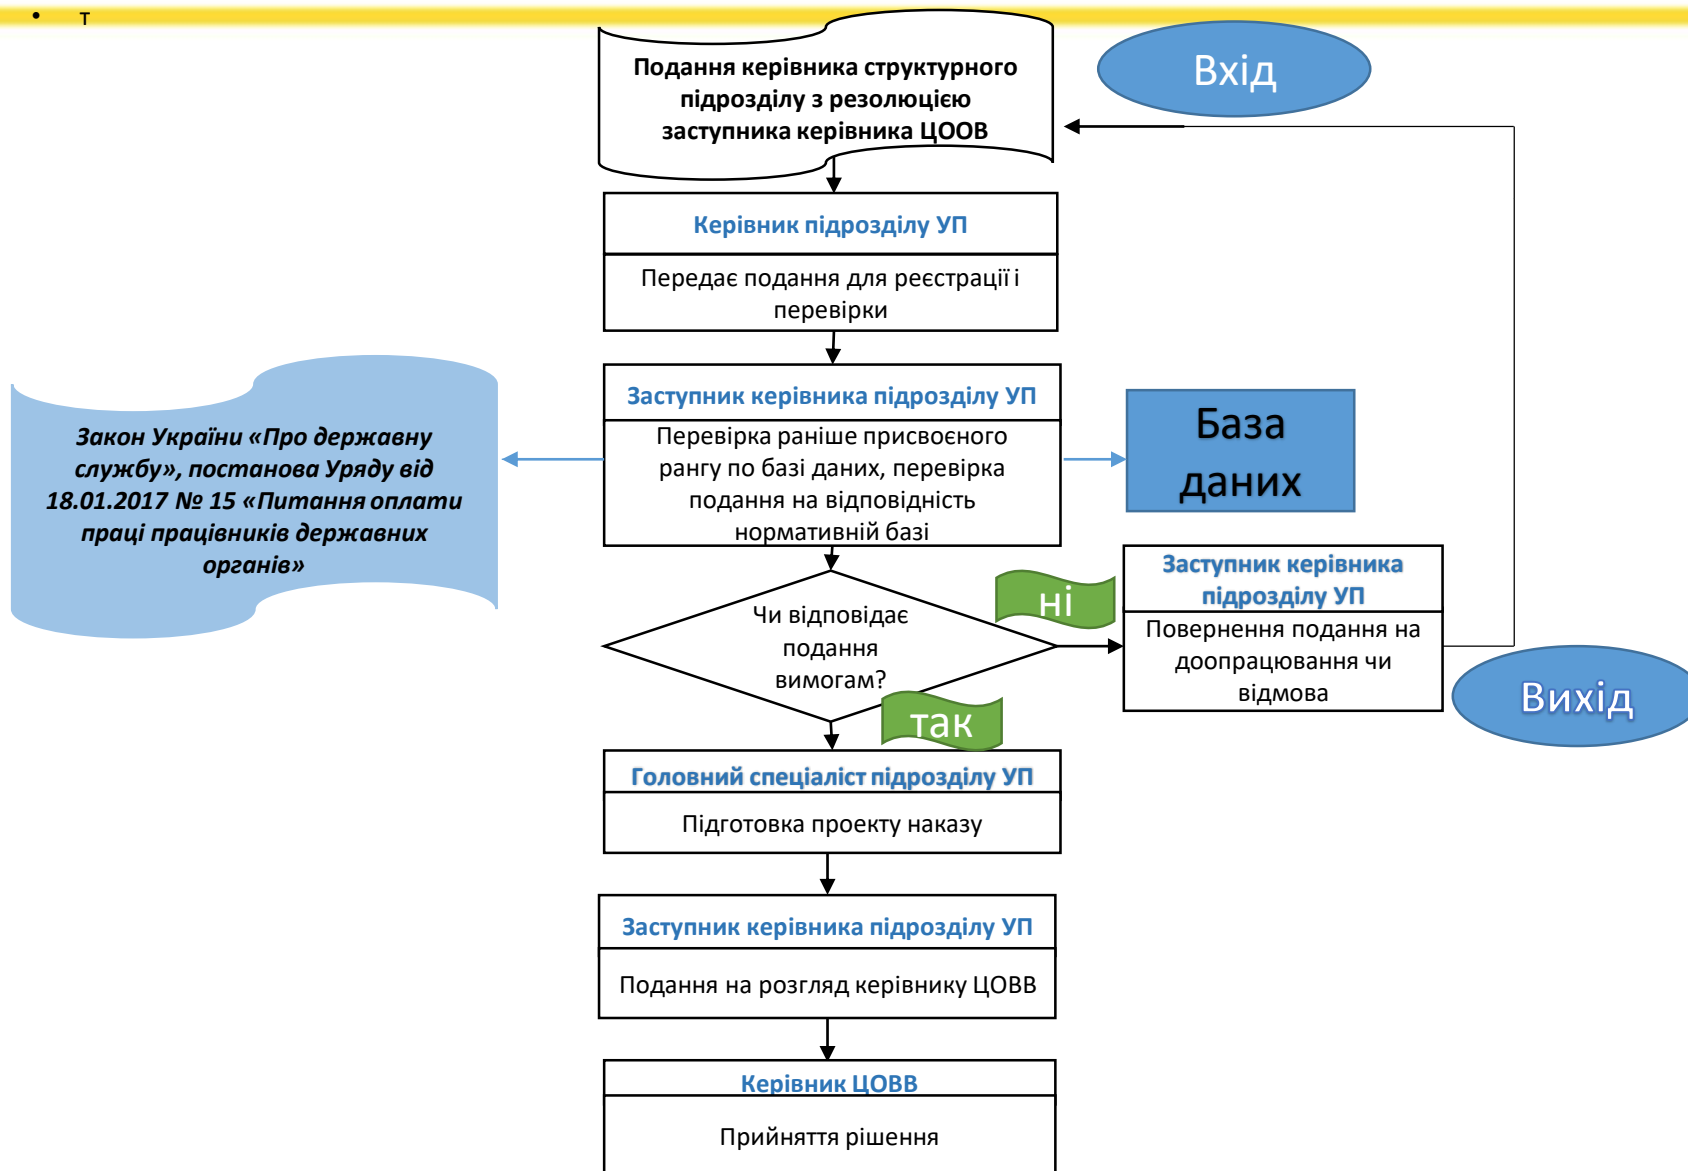 • т
Подання керівника структурного
підрозділу з резолюцією
заступника керівника ЦООВ
Вхід
Керівник підрозділу УП
Передає подання для реєстрації і
перевірки
Заступник керівника підрозділу УП
Перевірка раніше присвоєного
рангу по базі даних, перевірка
подання на відповідність
нормативній базі
Закон України «Про державну
службу», постанова Уряду від
18.01.2017 № 15 «Питання оплати
праці працівників державних
органів»
База
даних
Чи відповідає
подання
вимогам?
ні
Заступник керівника
підрозділу УП
Повернення подання на
доопрацювання чи
відмова
Вихід
так
Головний спеціаліст підрозділу УП
Підготовка проекту наказу
Заступник керівника підрозділу УП
Подання на розгляд керівнику ЦОВВ
Керівник ЦОВВ
Прийняття рішення